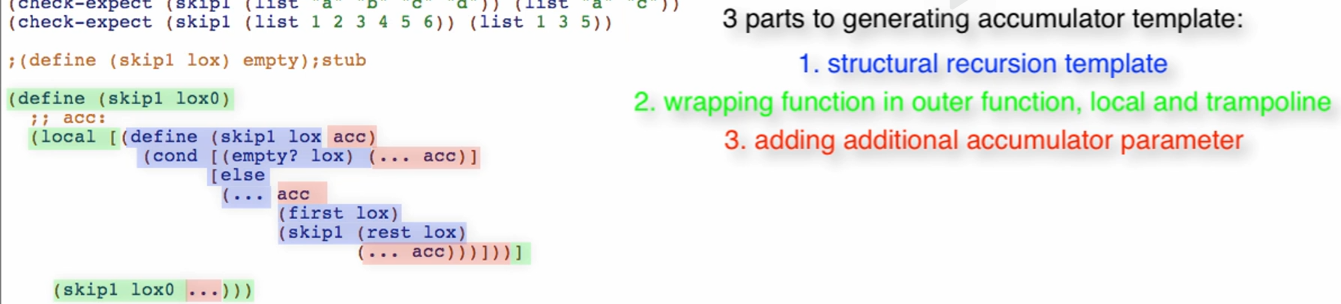 (check-expect (skip1 (list "a" "b" "c" "d")) (list "a" "c"))
(check-expect (skip1 (list 1 2 3 4 5 6)) (list 1 3 5))
;(define (skip1 lox) empty);stub
(define (skip1 lox0)
;; acc:
(local [(define (skip1 lox acc)
(cond [(empty? lox) (... acc)]
[else
(... acc
(first lox)
(skip1 (rest lox)
(... acc)))]))]
(skip1 lox0 ...)))
3 parts to generating accumulator template:
1. structural recursion template
2. wrapping function in outer function, local and trampoline
3. adding additional accumulator parameter